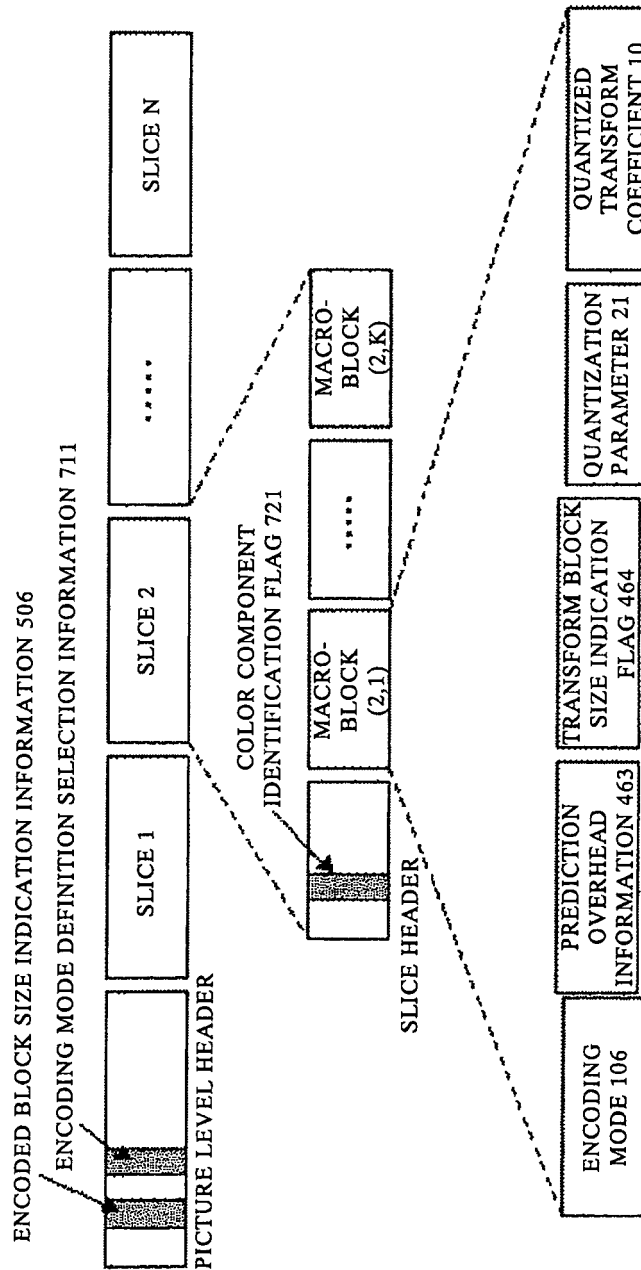 ENCODED BLOCK SIZE INDICATION INFORMATION 506
ENCODING MODE DEFINITION SELECTION INFORMATION 711
PICTURE LEVEL HEADER
SLICE 1
SLICE 2
.....
SLICE N
COLOR COMPONENT
IDENTIFICATION FLAG 721
SLICE HEADER
MACRO-
BLOCK
(2,1)
.....
MACRO-
BLOCK
(2,K)
ENCODING
MODE 106
PREDICTION
OVERHEAD
INFORMATION 463
TRANSFORM BLOCK
SIZE INDICATION
FLAG 464
QUANTIZATION
PARAMETER 21
QUANTIZED
TRANSFORM
COEFFICIENT 10